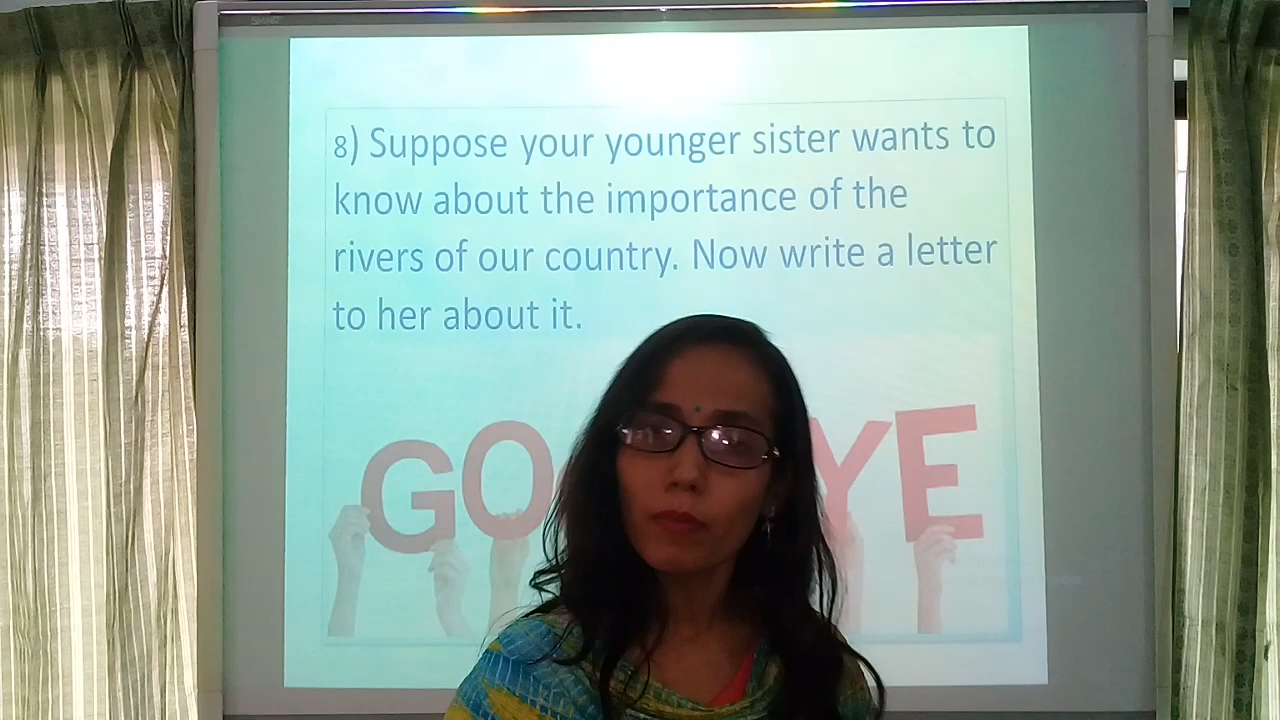 SMART
8) Suppose your younger sister wants to
know about the importance of the
rivers of our country. Now write a letter
to her about it.
GO YE